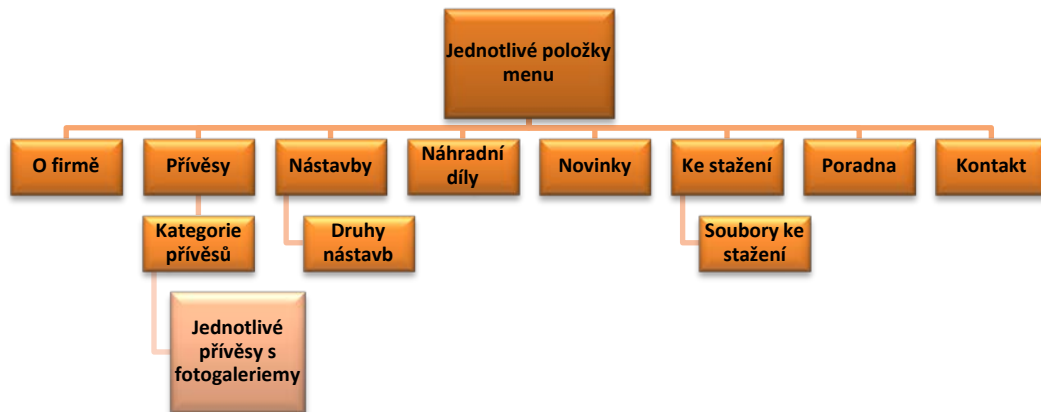 Jednotlivé položky
menu
O firmě
Přívěsy
Nástavby
Náhradní
díly
Novinky
Ke stažení
Poradna
Kontakt
Kategorie
přívěsů
Druhy
nástavb
Soubory ke
stažení
Jednotlivé
přívěsy s
fotogaleriemy